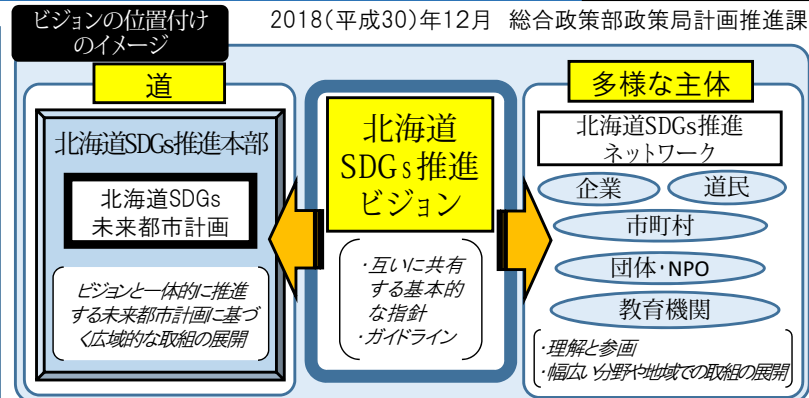 ビジョンの位置付け
のイメージ
2018(平成30)年12月 総合政策部政策局計画推進課
道
北海道SDGs推進本部
北海道SDGs
未来都市計画
ビジョンと一体的に推進
する未来都市計画に基づ
く広域的な取組の展開
北海道
SDGs推進
ビジョン
・互いに共有
する基本的
な指針
・ガイドライン
多様な主体
北海道SDGs推進
ネットワーク
企業
道民
市町村
団体・NPO
教育機関
・理解と参画
・幅広い分野や地域での取組の展開